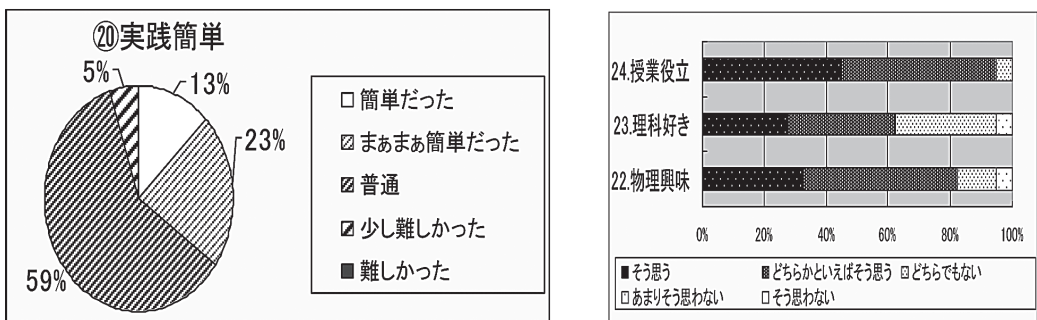 ⑳実践簡単
5%
13%
23%
59%
簡単だった
まぁまぁ簡単だった
普通
少し難しかった
難しかった
24.授業役立
23.理科好き
22.物理興味
0% 20% 40% 60% 80% 100%
そう思う どちらかといえばそう思う どちらでもない
あまりそう思わない そう思わない